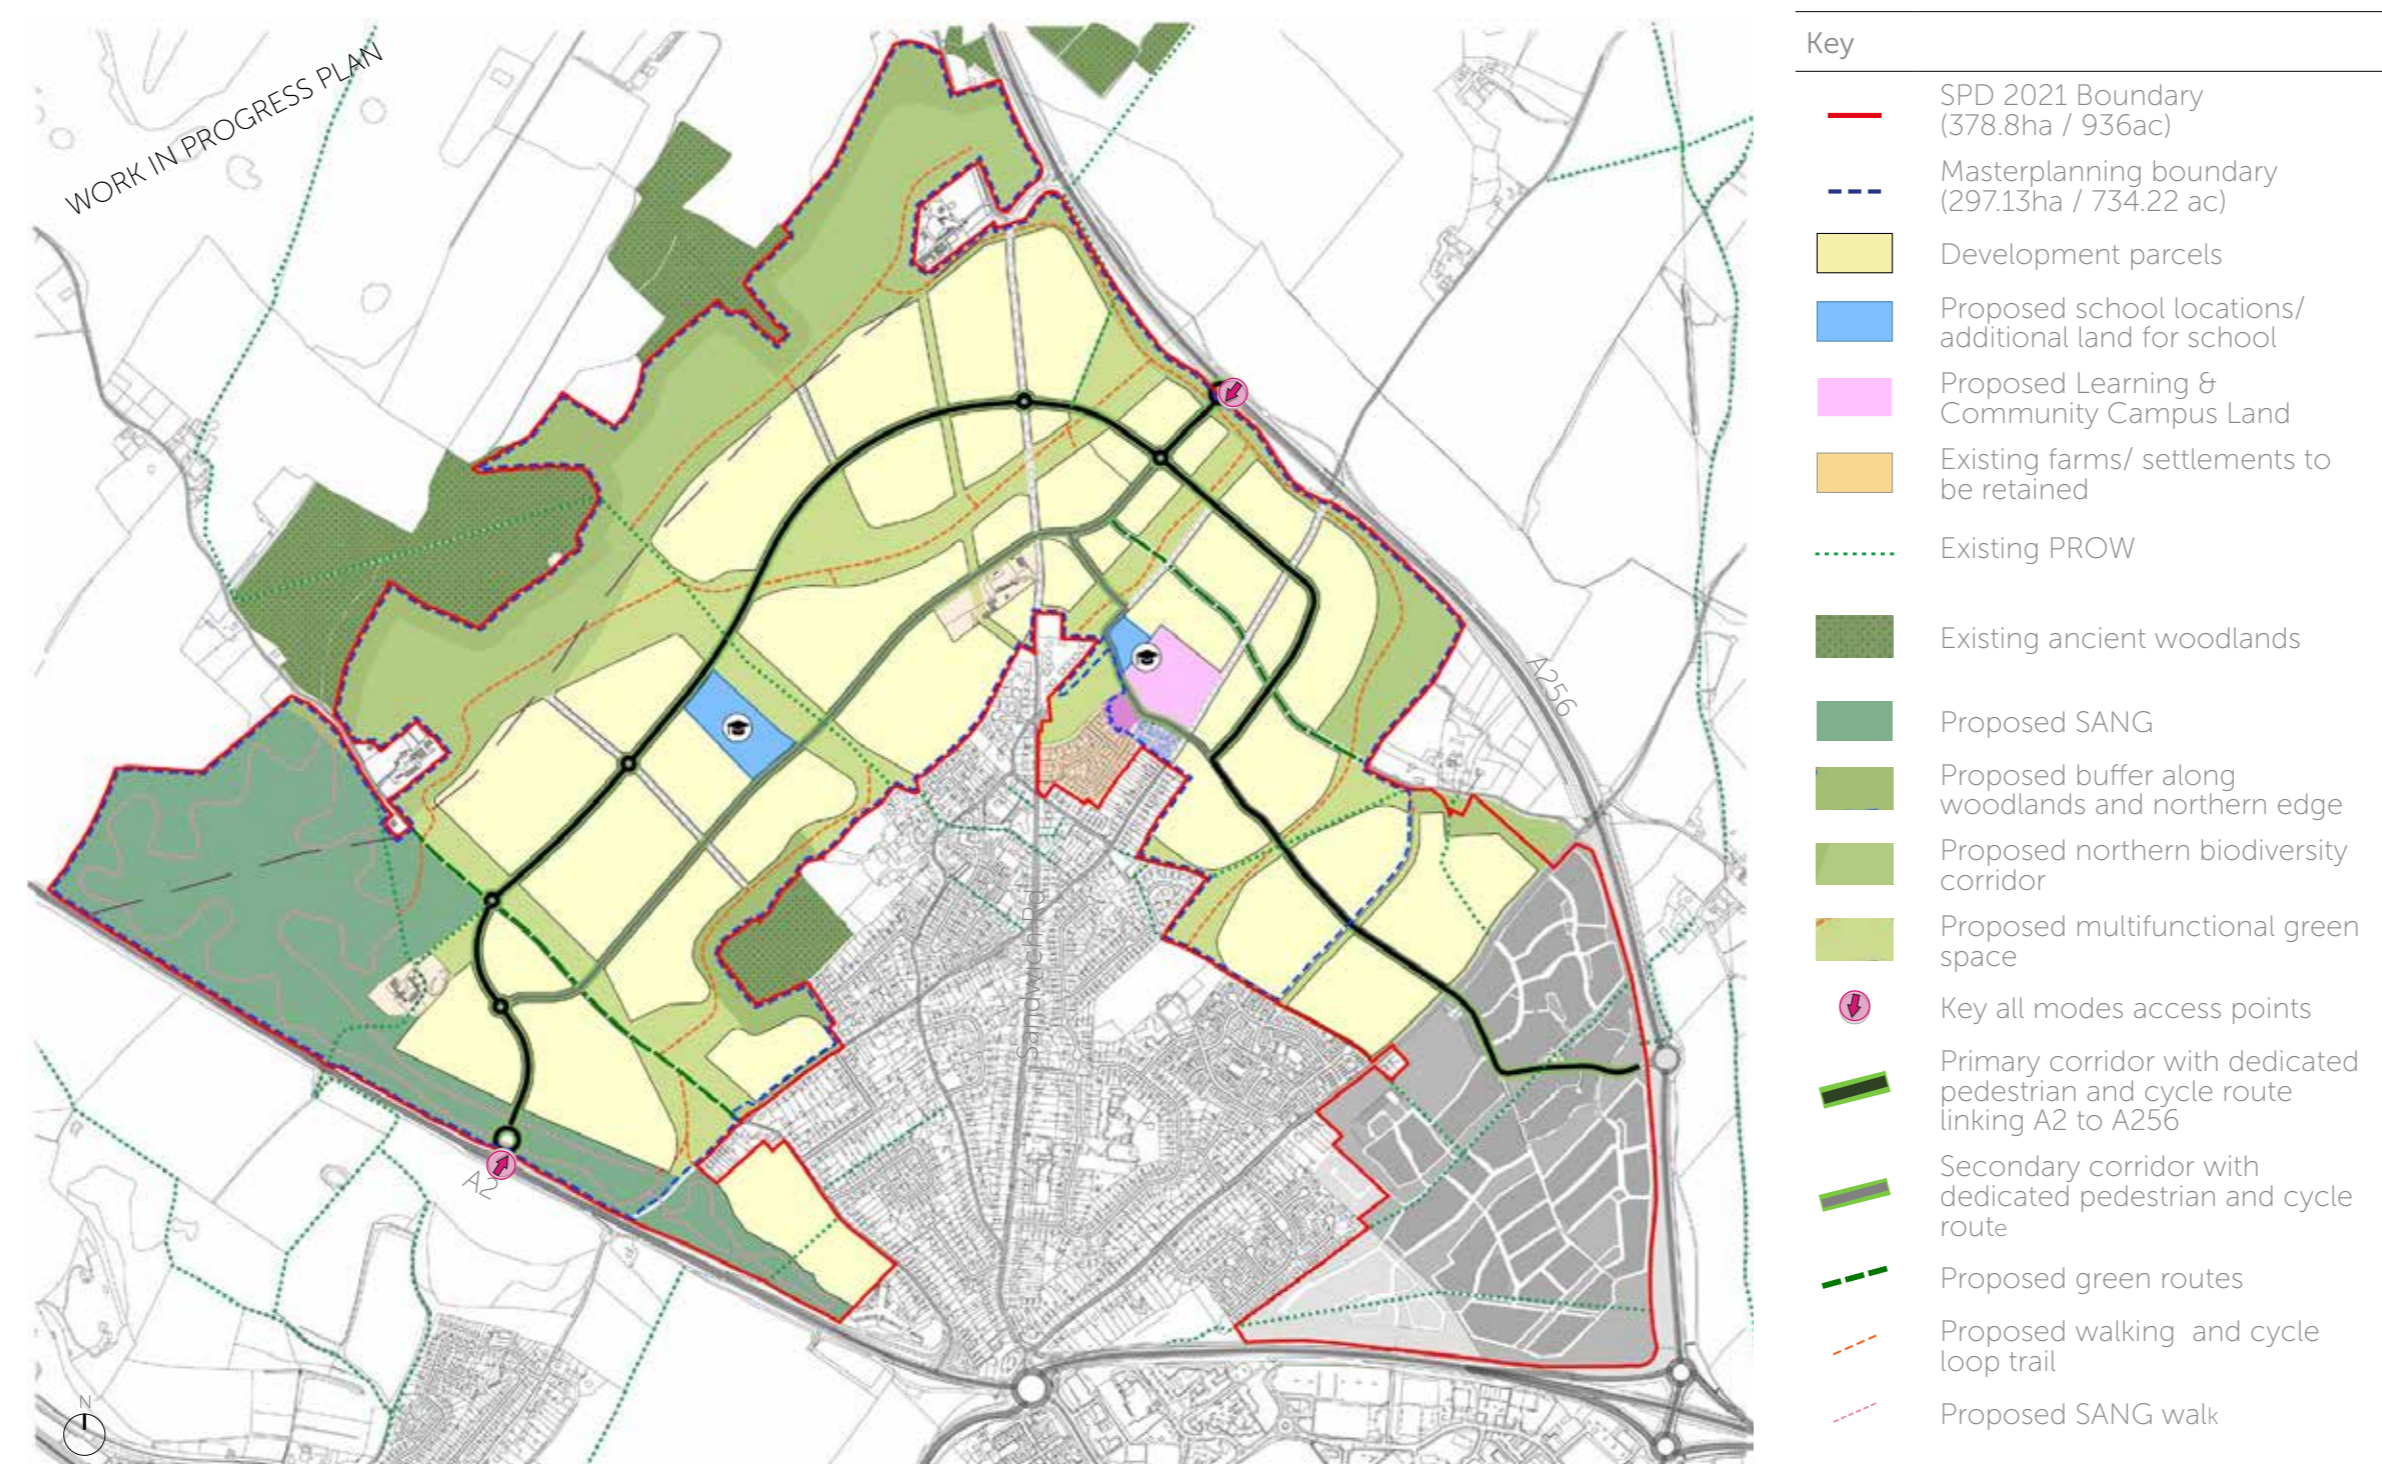 WORK IN PROGRESS PLAN
A256
Sandwich Rd
A2
N
Key
SPD 2021 Boundary
(378.8ha / 936ac)
Masterplanning boundary
(297.13ha / 734.22 ac)
Development parcels
Proposed school locations/
additional land for school
Proposed Learning &
Community Campus Land
Existing farms/ settlements to
be retained
Existing PROW
Existing ancient woodlands
Proposed SANG
Proposed buffer along
woodlands and northern edge
Proposed northern biodiversity
corridor
Proposed multifunctional green
space
Key all modes access points
Primary corridor with dedicated
pedestrian and cycle route
linking A2 to A256
Secondary corridor with
dedicated pedestrian and cycle
route
Proposed green routes
Proposed walking and cycle
loop trail
Proposed SANG walk